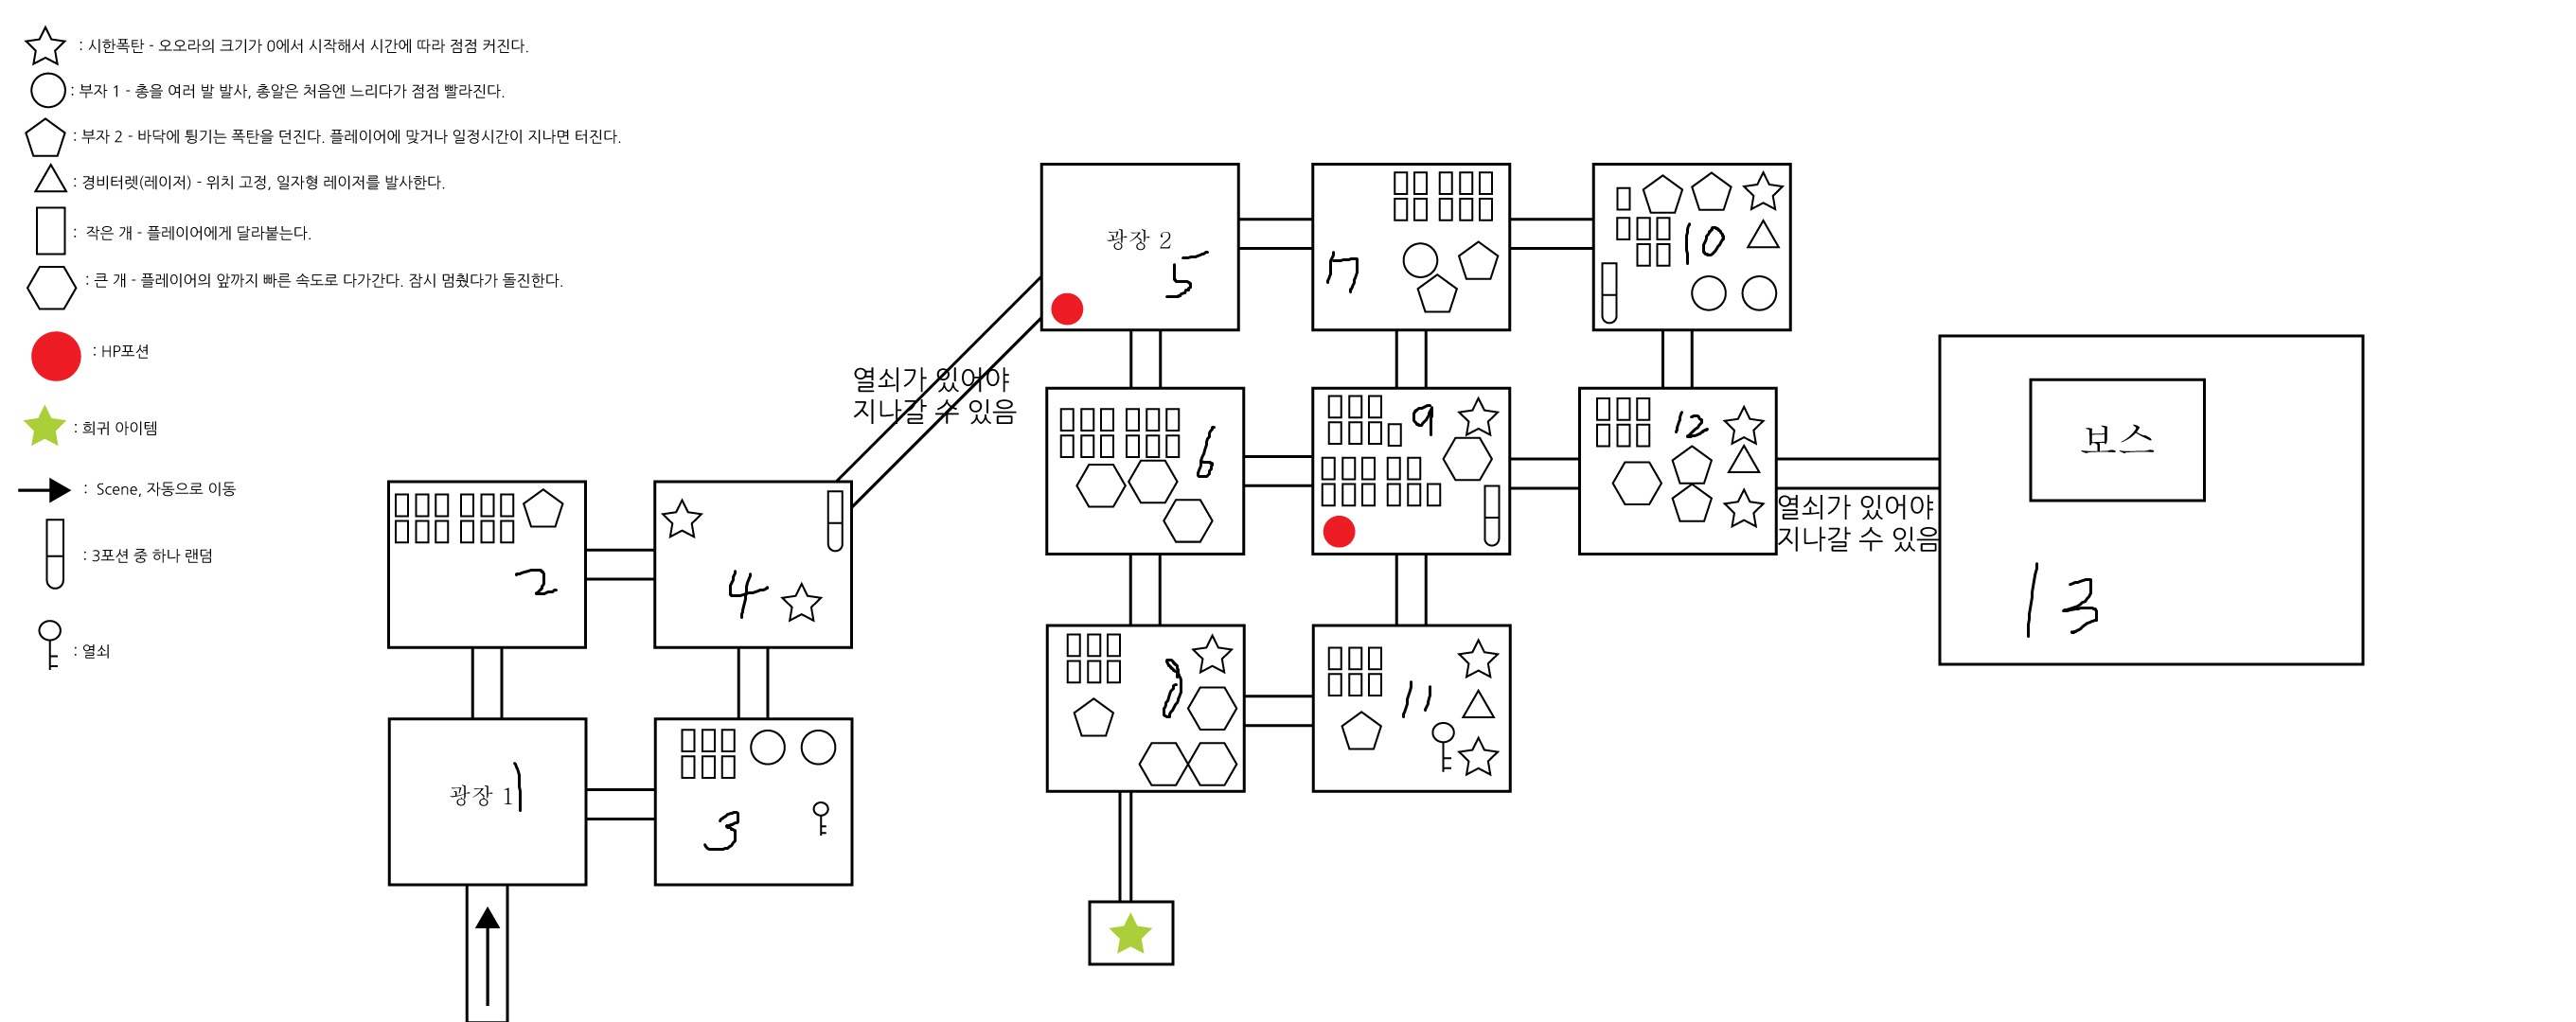 : 시한폭탄 - 오오라의 크기가 0에서 시작해서 시간에 따라 점점 커진다.
: 부자 1 - 총을 여러 발 발사, 총알은 처음엔 느리다가 점점 빨라진다.
: 부자 2 - 바닥에 튕기는 폭탄을 던진다. 플레이어에 맞거나 일정시간이 지나면 터진다.
: 경비터렛(레이저) - 위치 고정, 일자형 레이저를 발사한다.
: 작은 개 - 플레이어에게 달라붙는다.
: 큰 개 - 플레이어의 앞까지 빠른 속도로 다가간다. 잠시 멈췄다가 돌진한다.
: HP포션
: 희귀 아이템
: Scene, 자동으로 이동
: 3포션 중 하나 랜덤
: 열쇠
광장 2
5
7
10
열쇠가 있어야
지나갈 수 있음
6
9
12
보스
열쇠가 있어야
지나갈 수 있음
13
2
4
8
11
광장 1
1
3